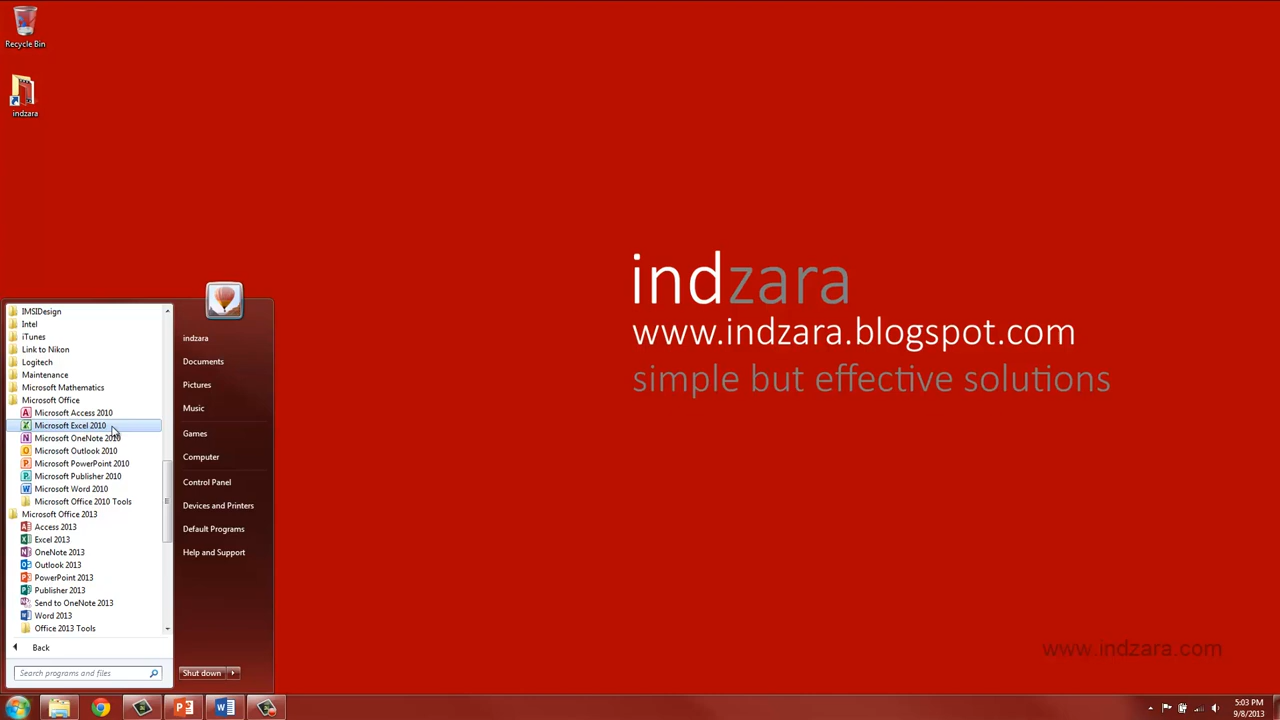 Recycle Bin
indzara
indzara
www.indzara.blogspot.com
simple but effective solutions
IMSIDesign
Intel
iTunes
Link to Nikon
Logitech
Maintenance
Microsoft Mathematics
Microsoft Office
Microsoft Access 2010
Microsoft Excel 2010
Microsoft OneNote 2010
Microsoft Outlook 2010
Microsoft PowerPoint 2010
Microsoft Publisher 2010
Microsoft Word 2010
Microsoft Office 2010 Tools
Microsoft Office 2013
Access 2013
Excel 2013
OneNote 2013
Outlook 2013
PowerPoint 2013
Publisher 2013
Send to OneNote 2013
Word 2013
Office 2013 Tools
Back
Search programs and files
indzara
Documents
Pictures
Music
Games
Computer
Control Panel
Devices and Printers
Default Programs
Help and Support
Shut down
www.indzara.com
5:03 PM
9/8/2013